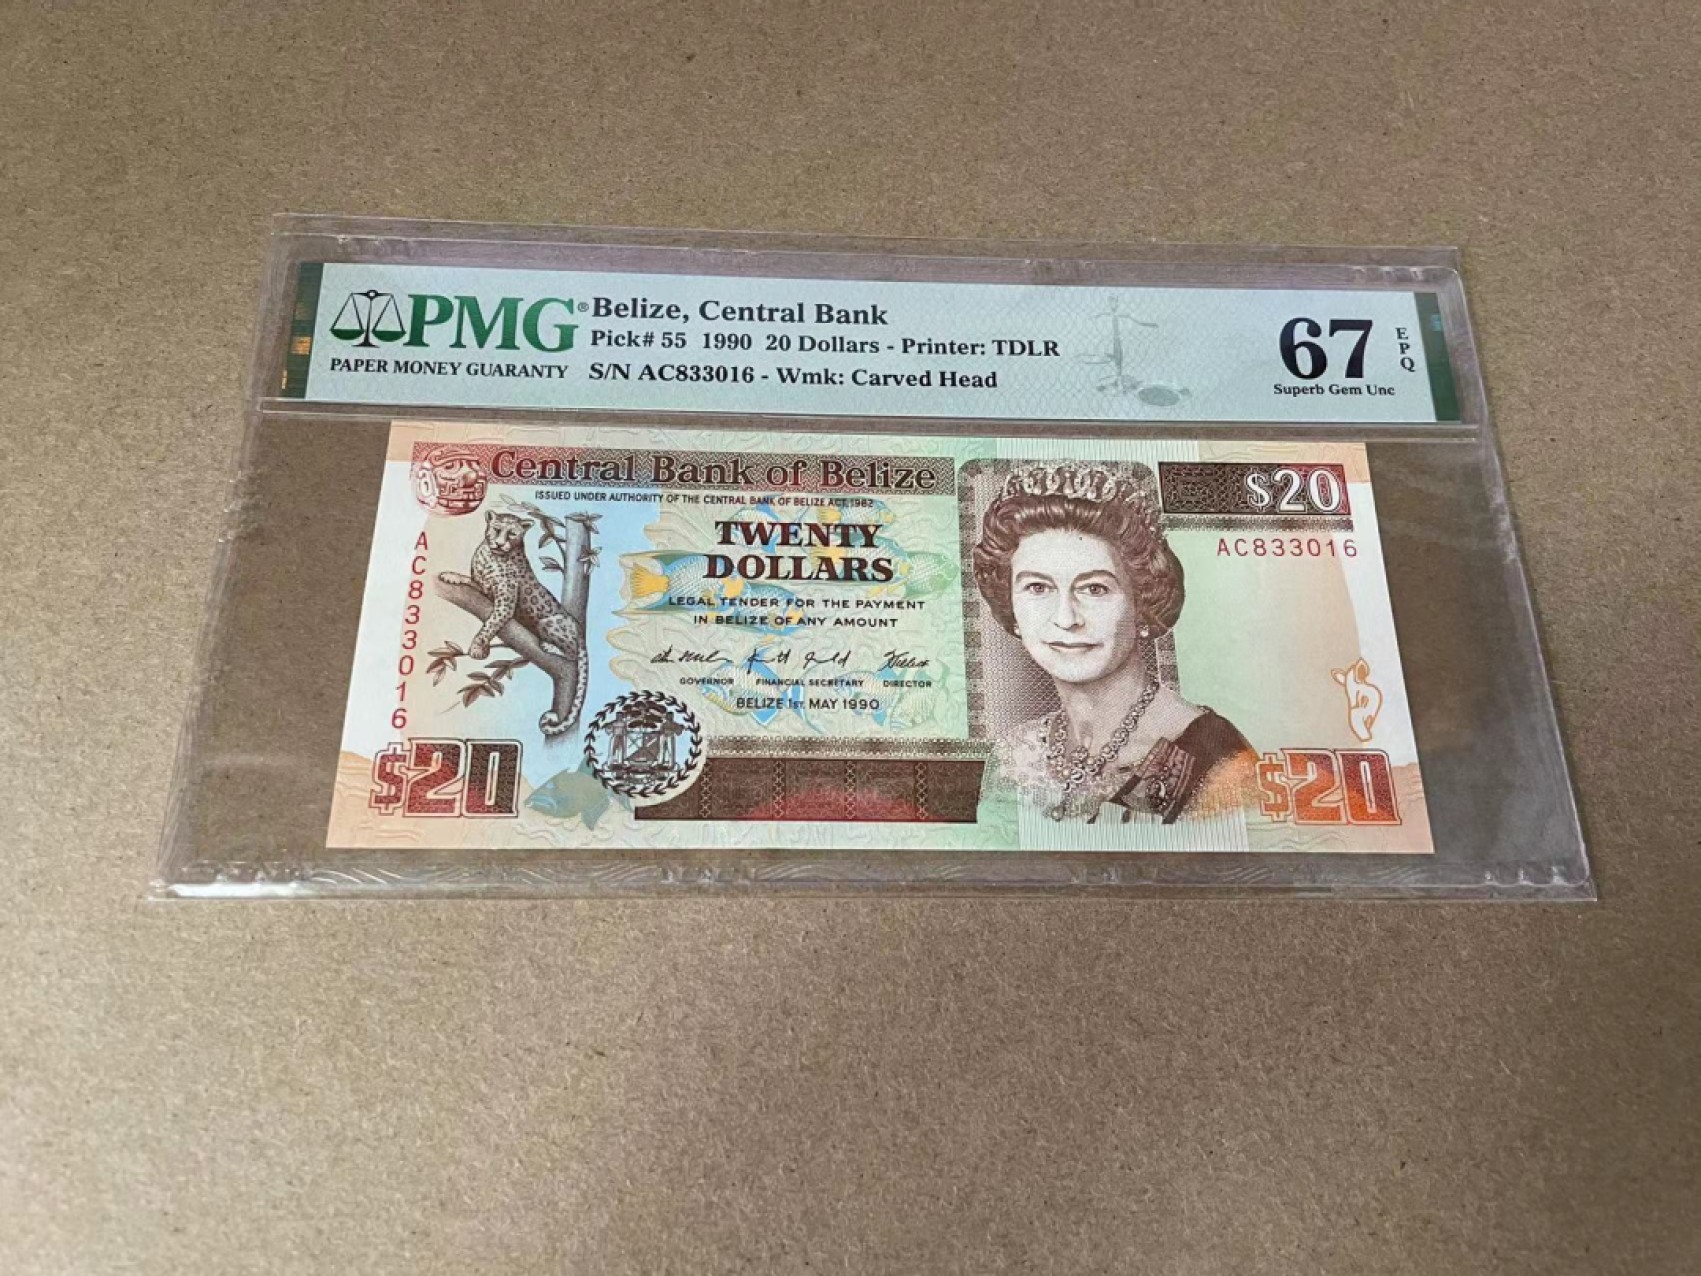 PMG®
PAPER MONEY GUARANTY
Belize, Central Bank
Pick# 55 1990 20 Dollars - Printer: TDLR
S/N AC833016 - Wmk: Carved Head
67
EPQ
Superb Gem Unc
Central Bank of Belize
$20
ISSUED UNDER AUTHORITY OF THE CENTRAL BANK OF BELIZE ACT, 1982
TWENTY
DOLLARS
AC833016
AC833016
LEGAL TENDER FOR THE PAYMENT
IN BELIZE OF ANY AMOUNT
GOVERNOR FINANCIAL SECRETARY DIRECTOR
BELIZE 1ST. MAY 1990
$20
$20